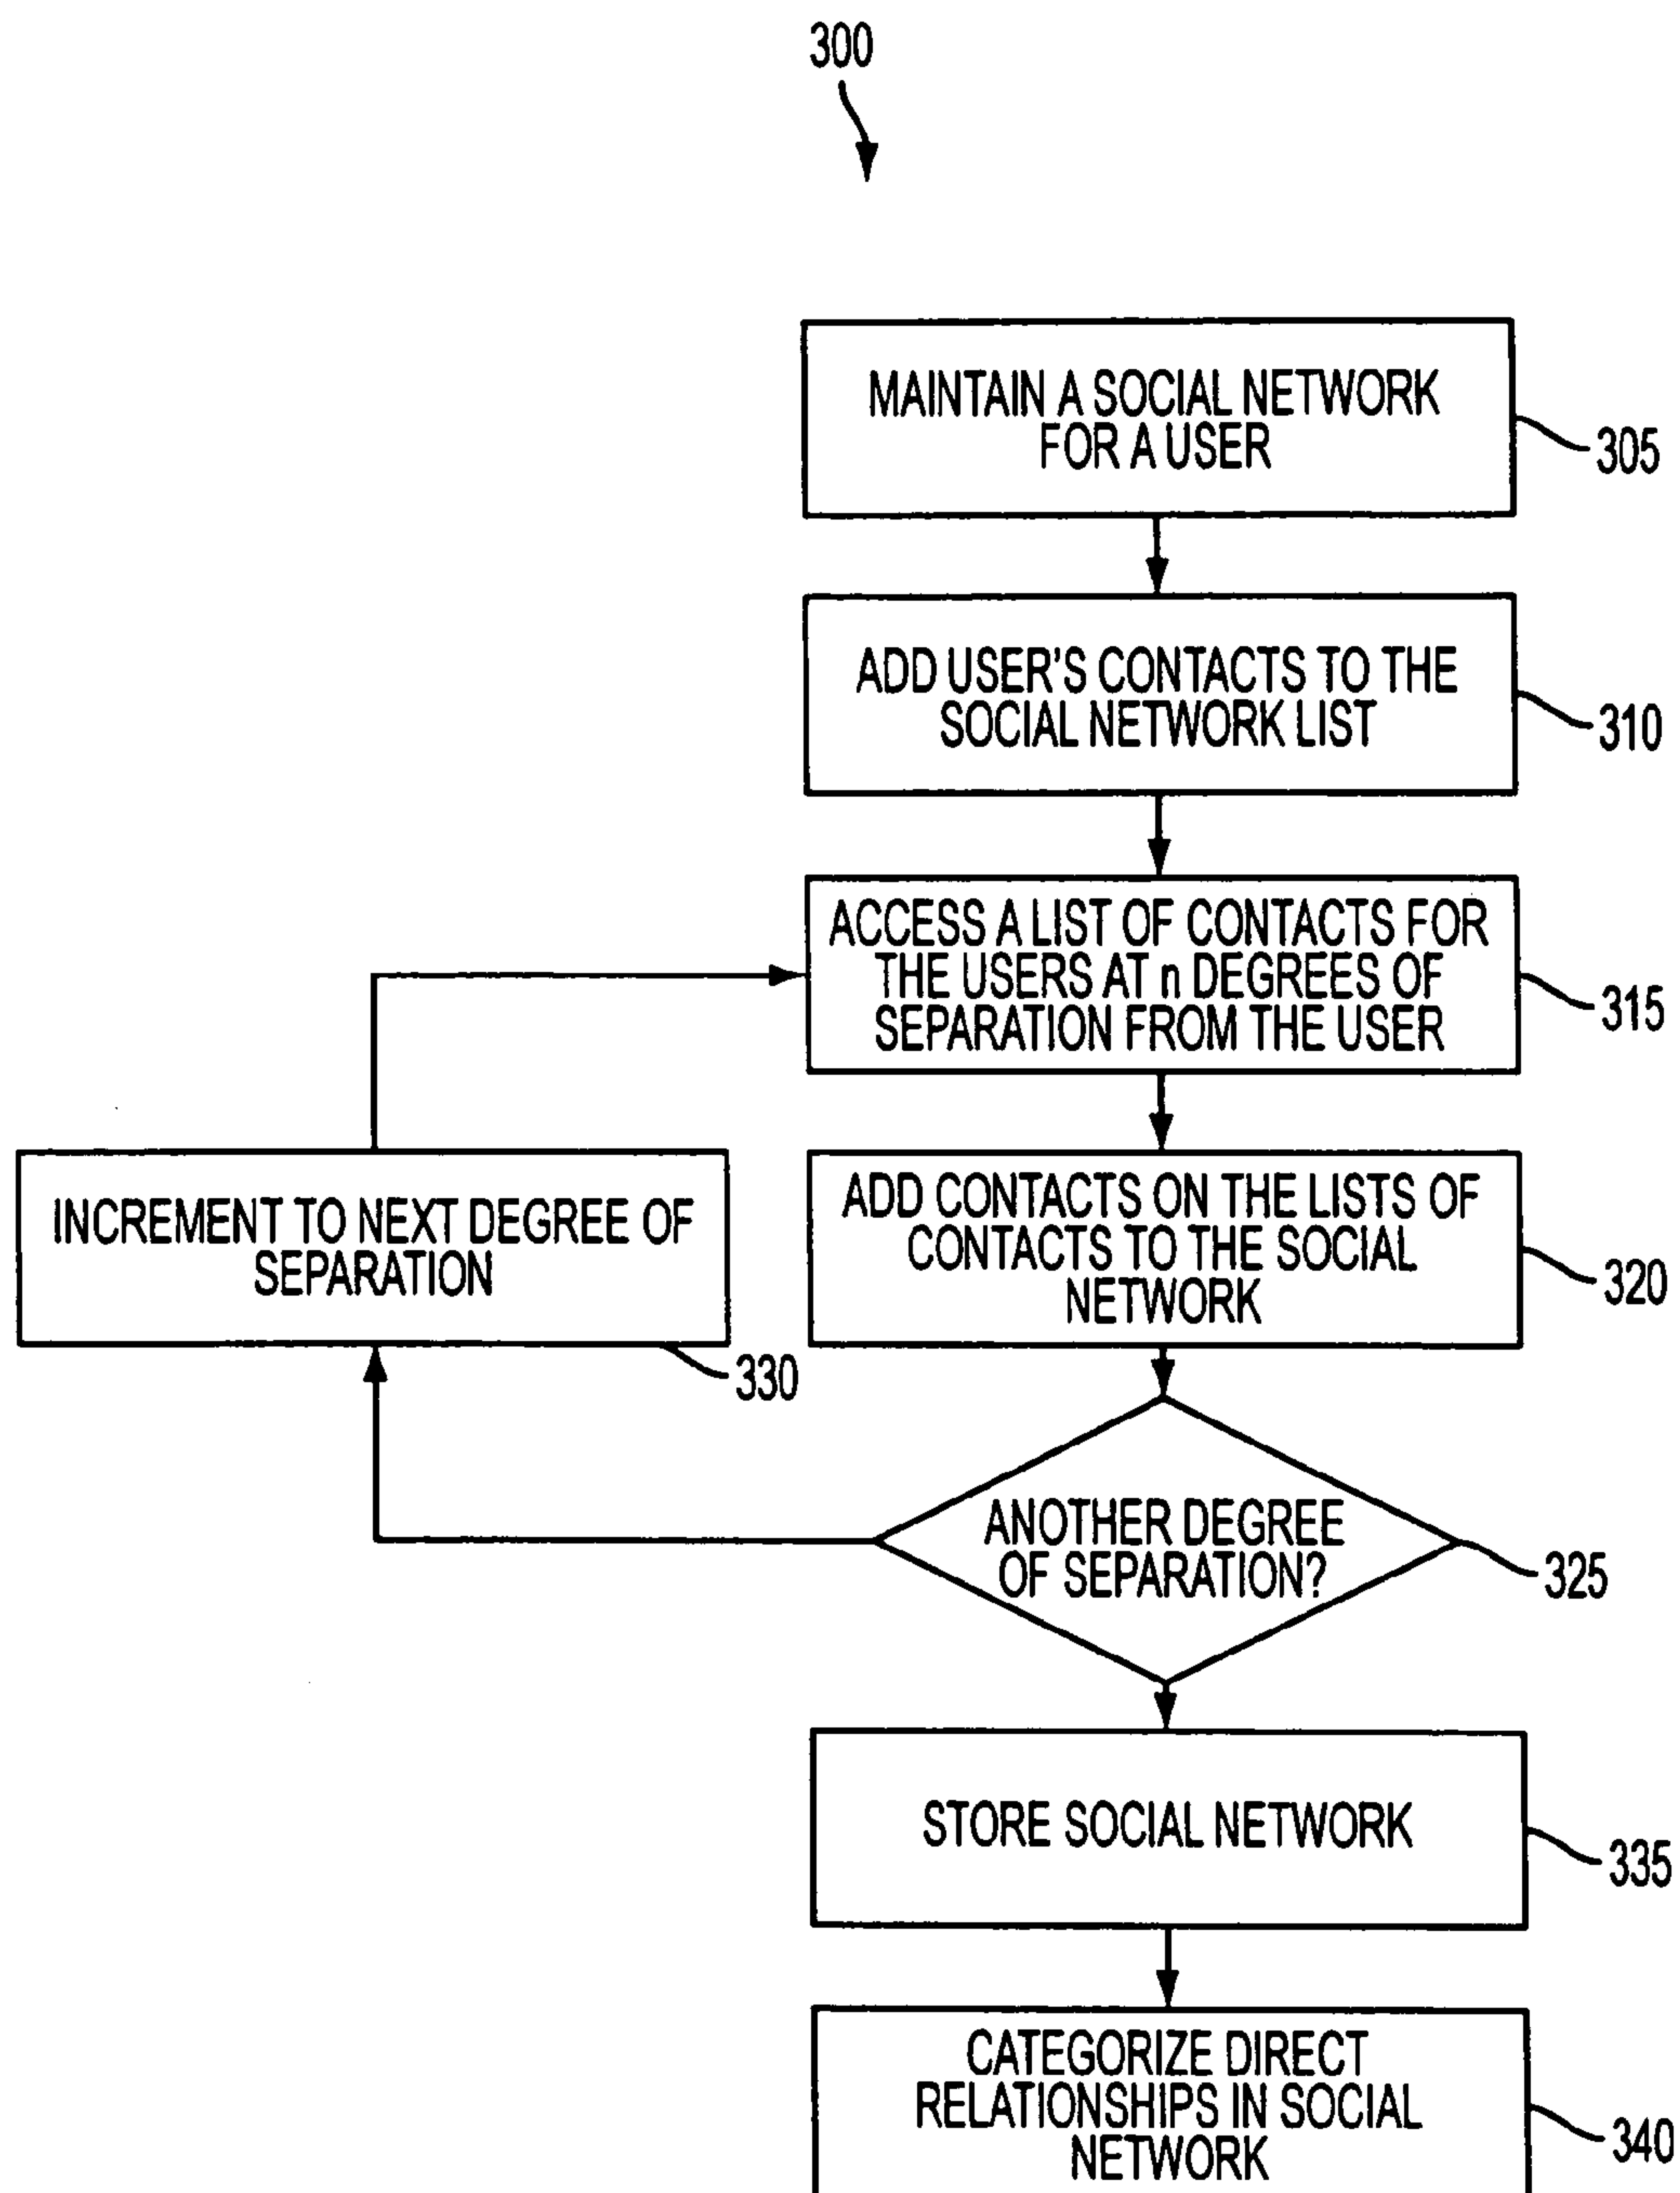 300
MAINTAIN A SOCIAL NETWORK
FOR A USER
305
ADD USER'S CONTACTS TO THE
SOCIAL NETWORK LIST
310
ACCESS A LIST OF CONTACTS FOR
THE USERS AT n DEGREES OF
SEPARATION FROM THE USER
315
INCREMENT TO NEXT DEGREE OF
SEPARATION
330
ADD CONTACTS ON THE LISTS OF
CONTACTS TO THE SOCIAL
NETWORK
320
ANOTHER DEGREE
OF SEPARATION?
325
STORE SOCIAL NETWORK
335
CATEGORIZE DIRECT
RELATIONSHIPS IN SOCIAL
NETWORK
340